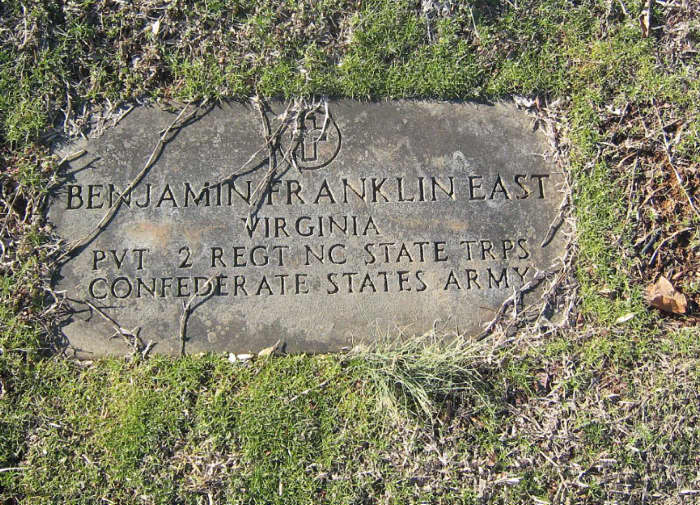 BENJAMIN FRANKLIN EAST
VIRGINIA
PVT 2 REGT NC STATE TRPS
CONFEDERATE STATES ARMY